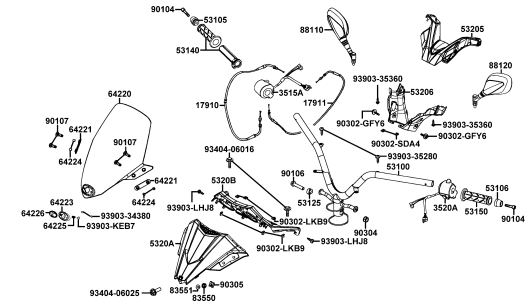 90104
53105
53140
88110
53205
88120
93903-35360
53206
64220
3515A
17910
17911
90302-GFY6
93903-35360
90302-GFY6
90302-SDA4
90107
64221
90107
64224
93404-06016
93903-35280
90106
5320B
53100
64221
53125
53106
64223
64224
64226
93903-34380
93903-LHJ8
90302-LKB9
3520A
53150
64225
93903-KEB7
90304
90104
5320A
93903-LHJ8
90302-LKB9
90305
83551
93404-06025
83550